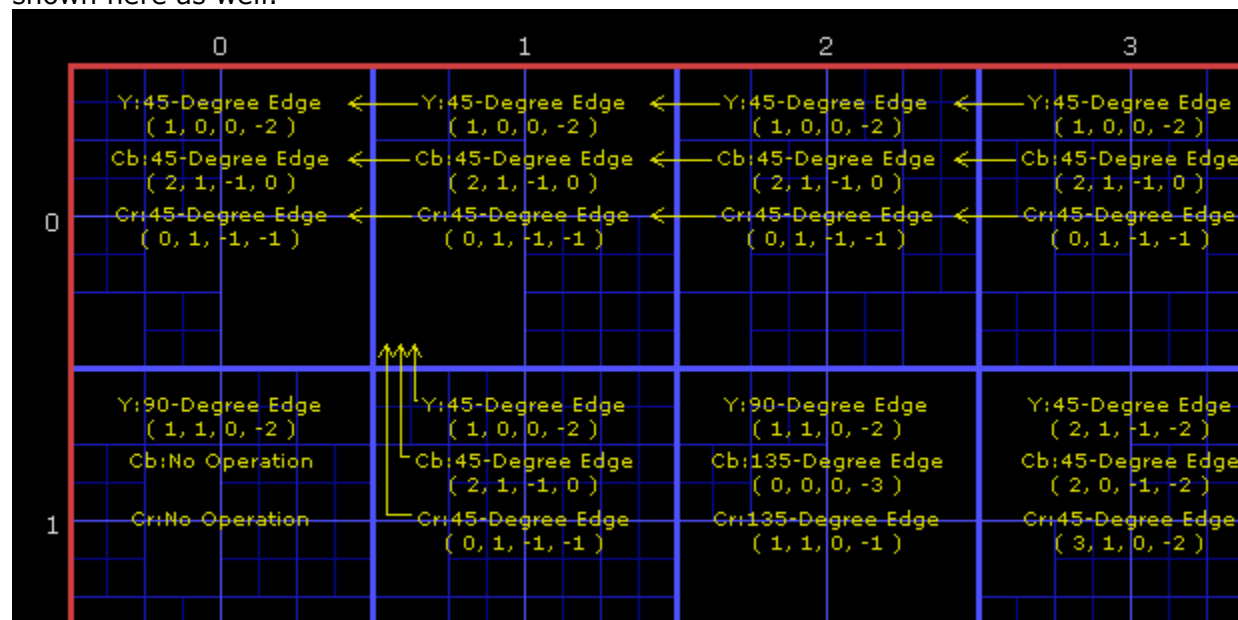 shown here as well.
0 1 2 3
Y:45-Degree Edge Y:45-Degree Edge Y:45-Degree Edge Y:45-Degree Edge
( 1, 0, 0, -2 ) ( 1, 0, 0, -2 ) ( 1, 0, 0, -2 ) ( 1, 0, 0, -2 )
Cb:45-Degree Edge Cb:45-Degree Edge Cb:45-Degree Edge Cb:45-Degree Edge
( 2, 1, -1, 0 ) ( 2, 1, -1, 0 ) ( 2, 1, -1, 0 ) ( 2, 1, -1, 0 )
0 Cr:45-Degree Edge Cr:45-Degree Edge Cr:45-Degree Edge Cr:45-Degree Edge
( 0, 1, -1, -1 ) ( 0, 1, -1, -1 ) ( 0, 1, -1, -1 ) ( 0, 1, -1, -1 )
Y:90-Degree Edge Y:45-Degree Edge Y:90-Degree Edge Y:45-Degree Edge
( 1, 1, 0, -2 ) ( 1, 0, 0, -2 ) ( 1, 1, 0, -2 ) ( 2, 1, -1, -2 )
Cb:No Operation Cb:45-Degree Edge Cb:135-Degree Edge Cb:45-Degree Edge
( 2, 1, -1, 0 ) ( 0, 0, 0, -3 ) ( 2, 0, -1, -2 )
1 Cr:No Operation Cr:45-Degree Edge Cr:135-Degree Edge Cr:45-Degree Edge
( 0, 1, -1, -1 ) ( 1, 1, 0, -1 ) ( 3, 1, 0, -2 )